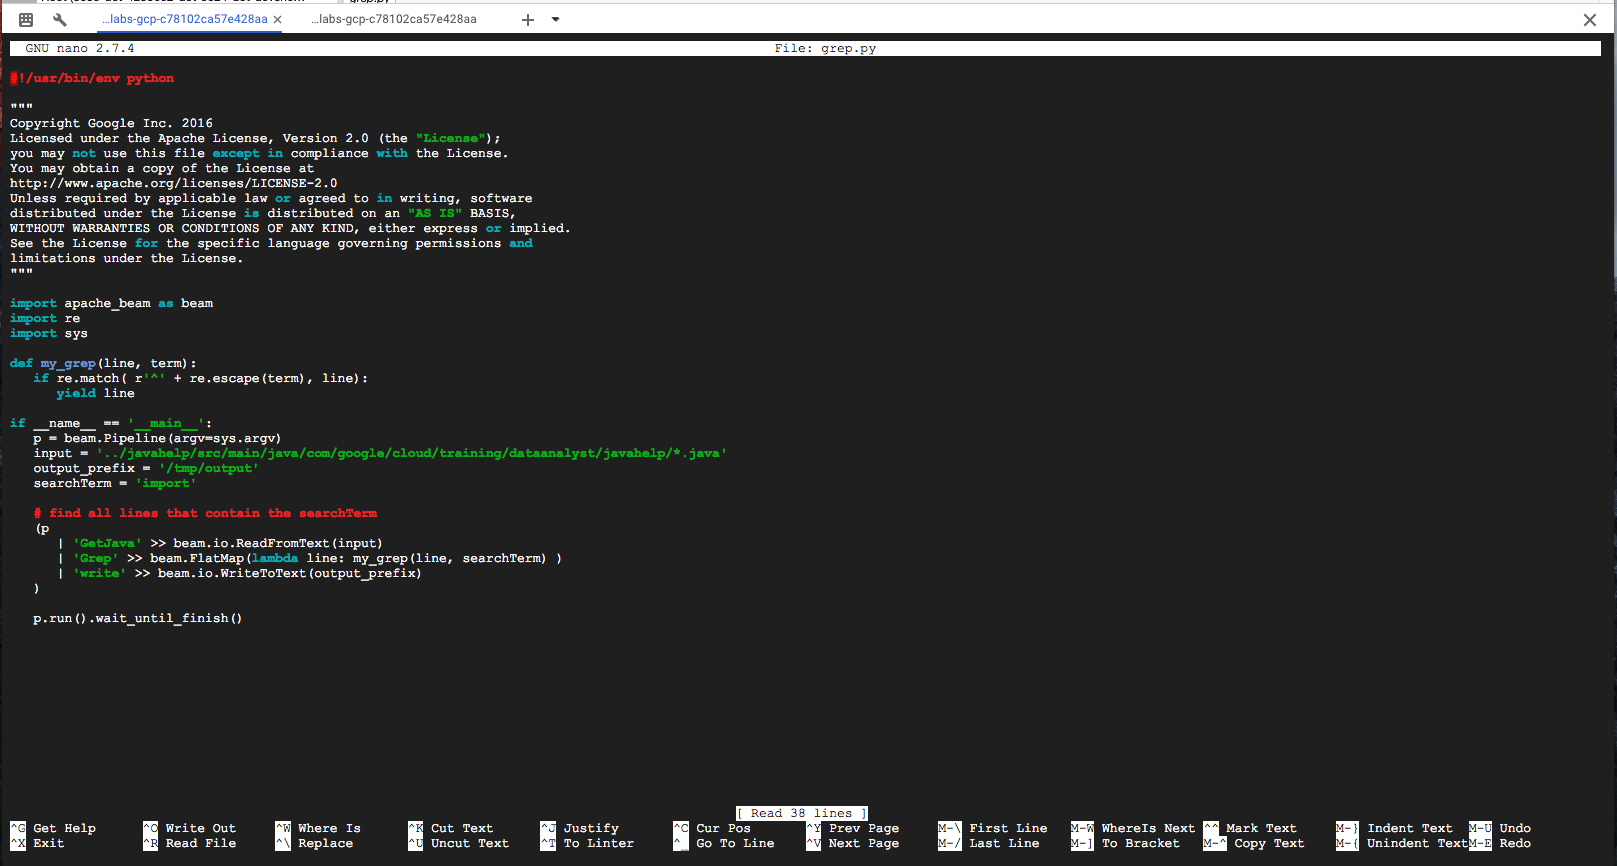 grep.py
...labs-gcp-c78102ca57e428aa × ...labs-gcp-c78102ca57e428aa
GNU nano 2.7.4 File: grep.py
#!/usr/bin/env python
"""
Copyright Google Inc. 2016
Licensed under the Apache License, Version 2.0 (the "License");
you may not use this file except in compliance with the License.
You may obtain a copy of the License at
http://www.apache.org/licenses/LICENSE-2.0
Unless required by applicable law or agreed to in writing, software
distributed under the License is distributed on an "AS IS" BASIS,
WITHOUT WARRANTIES OR CONDITIONS OF ANY KIND, either express or implied.
See the License for the specific language governing permissions and
limitations under the License.
"""
import apache_beam as beam
import re
import sys
def my_grep(line, term):
   if re.match( r'^' + re.escape(term), line):
      yield line
if __name__ == '__main__':
   p = beam.Pipeline(argv=sys.argv)
   input = '../javahelp/src/main/java/com/google/cloud/training/dataanalyst/javahelp/*.java'
   output_prefix = '/tmp/output'
   searchTerm = 'import'
   # find all lines that contain the searchTerm
   (p
      | 'GetJava' >> beam.io.ReadFromText(input)
      | 'Grep' >> beam.FlatMap(lambda line: my_grep(line, searchTerm) )
      | 'write' >> beam.io.WriteToText(output_prefix)
   )
   p.run().wait_until_finish()
[ Read 38 lines ]
^G Get Help ^O Write Out ^W Where Is ^K Cut Text ^J Justify ^C Cur Pos ^Y Prev Page M-\ First Line M-W WhereIs Next ^^ Mark Text M-} Indent Text M-U Undo
^X Exit ^R Read File ^\ Replace ^U Uncut Text ^T To Linter ^_ Go To Line ^V Next Page M-/ Last Line M-] To Bracket M-^ Copy Text M-{ Unindent Text M-E Redo